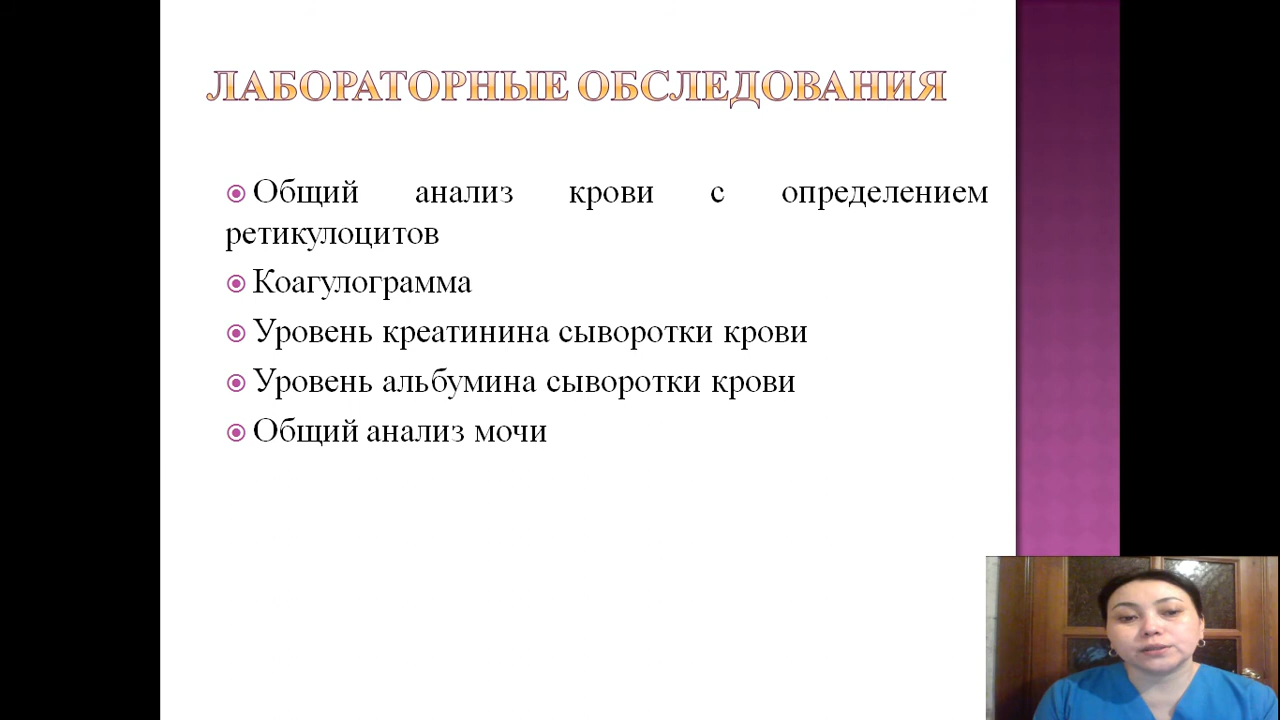 ЛАБОРАТОРНЫЕ ОБСЛЕДОВАНИЯ
Общий анализ крови с определением
ретикулоцитов
Коагулограмма
Уровень креатинина сыворотки крови
Уровень альбумина сыворотки крови
Общий анализ мочи